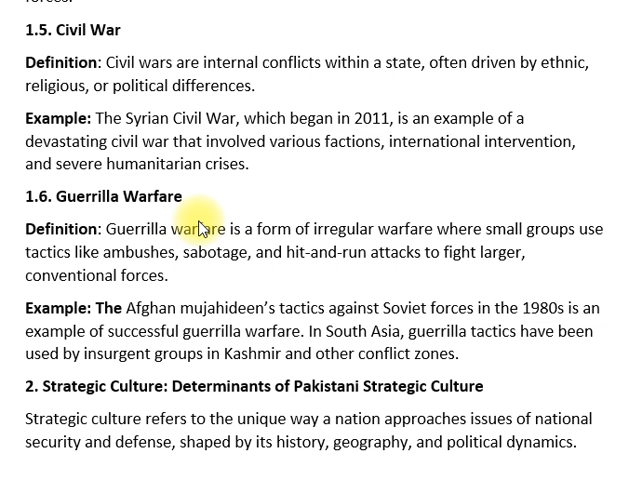 1.5. Civil War
Definition: Civil wars are internal conflicts within a state, often driven by ethnic,
religious, or political differences.
Example: The Syrian Civil War, which began in 2011, is an example of a
devastating civil war that involved various factions, international intervention,
and severe humanitarian crises.
1.6. Guerrilla Warfare
Definition: Guerrilla warfare is a form of irregular warfare where small groups use
tactics like ambushes, sabotage, and hit-and-run attacks to fight larger,
conventional forces.
Example: The Afghan mujahideen’s tactics against Soviet forces in the 1980s is an
example of successful guerrilla warfare. In South Asia, guerrilla tactics have been
used by insurgent groups in Kashmir and other conflict zones.
2. Strategic Culture: Determinants of Pakistani Strategic Culture
Strategic culture refers to the unique way a nation approaches issues of national
security and defense, shaped by its history, geography, and political dynamics.